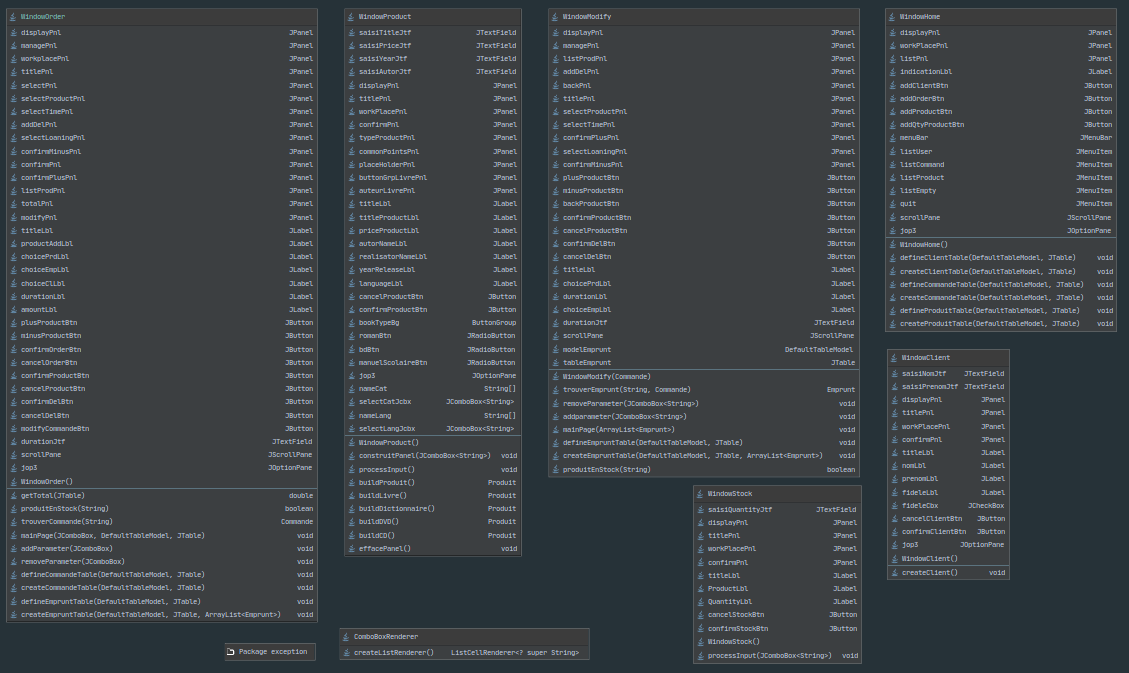 WindowOrder
displayPnl JPanel
managePnl JPanel
workplacePnl JPanel
titlePnl JPanel
selectPnl JPanel
selectProductPnl JPanel
selectTimePnl JPanel
addDelPnl JPanel
selectLoaningPnl JPanel
confirmMinusPnl JPanel
confirmPnl JPanel
confirmPlusPnl JPanel
listProdPnl JPanel
totalPnl JPanel
modifyPnl JPanel
titleLbl JLabel
productAddLbl JLabel
choicePrdLbl JLabel
choiceEmpLbl JLabel
choiceClLbl JLabel
durationLbl JLabel
amountLbl JLabel
plusProductBtn JButton
minusProductBtn JButton
confirmOrderBtn JButton
cancelOrderBtn JButton
confirmProductBtn JButton
cancelProductBtn JButton
confirmDelBtn JButton
cancelDelBtn JButton
modifyCommandeBtn JButton
durationJtf JTextField
scrollPane JScrollPane
jop3 JOptionPane
WindowOrder()
getTotal(JTable) double
produitEnStock(String) boolean
trouverCommande(String) Commande
mainPage(JComboBox, DefaultTableModel, JTable) void
addParameter(JComboBox) void
removeParameter(JComboBox) void
defineCommandeTable(DefaultTableModel, JTable) void
createCommandeTable(DefaultTableModel, JTable) void
defineEmpruntTable(DefaultTableModel, JTable) void
createEmpruntTable(DefaultTableModel, JTable, ArrayList<Emprunt>) void
Package exception
WindowProduct
saisiTitleJtf JTextField
saisiPriceJtf JTextField
saisiYearJtf JTextField
saisiAutorJtf JTextField
displayPnl JPanel
titlePnl JPanel
workPlacePnl JPanel
confirmPnl JPanel
typeProductPnl JPanel
commonPointsPnl JPanel
placeHolderPnl JPanel
buttonGrpLivrePnl JPanel
auteurLivrePnl JPanel
titleLbl JLabel
titleProductLbl JLabel
priceProductLbl JLabel
autorNameLbl JLabel
realisatorNameLbl JLabel
yearReleaseLbl JLabel
languageLbl JLabel
cancelProductBtn JButton
confirmProductBtn JButton
bookTypeBg ButtonGroup
romanBtn JRadioButton
bdBtn JRadioButton
manuelScolaireBtn JRadioButton
jop3 JOptionPane
nameCat String[]
selectCatJcbx JComboBox<String>
nameLang String[]
selectLangJcbx JComboBox<String>
WindowProduct()
construitPanel(JComboBox<String>) void
processInput() void
buildProduit() Produit
buildLivre() Produit
buildDictionnaire() Produit
buildDVD() Produit
buildCD() Produit
effacePanel() void
ComboBoxRenderer
createListRenderer() ListCellRenderer<? super String>
WindowModify
displayPnl JPanel
managePnl JPanel
listProdPnl JPanel
addDelPnl JPanel
backPnl JPanel
titlePnl JPanel
selectProductPnl JPanel
selectTimePnl JPanel
confirmPlusPnl JPanel
selectLoaningPnl JPanel
confirmMinusPnl JPanel
plusProductBtn JButton
minusProductBtn JButton
backProductBtn JButton
confirmProductBtn JButton
cancelProductBtn JButton
confirmDelBtn JButton
cancelDelBtn JButton
titleLbl JLabel
choicePrdLbl JLabel
durationLbl JLabel
choiceEmpLbl JLabel
durationJtf JTextField
scrollPane JScrollPane
modelEmprunt DefaultTableModel
tableEmprunt JTable
WindowModify(Commande)
trouverEmprunt(String, Commande) Emprunt
removeParameter(JComboBox<String>) void
addparameter(JComboBox<String>) void
mainPage(ArrayList<Emprunt>) void
defineEmpruntTable(DefaultTableModel, JTable) void
createEmpruntTable(DefaultTableModel, JTable, ArrayList<Emprunt>) void
produitEnStock(String) boolean
WindowStock
saisiQuantityJtf JTextField
displayPnl JPanel
titlePnl JPanel
workPlacePnl JPanel
confirmPnl JPanel
titleLbl JLabel
ProductLbl JLabel
QuantityLbl JLabel
cancelStockBtn JButton
confirmStockBtn JButton
WindowStock()
processInput(JComboBox<String>) void
WindowHome
displayPnl JPanel
workPlacePnl JPanel
listPnl JPanel
indicationLbl JLabel
addClientBtn JButton
addOrderBtn JButton
addProductBtn JButton
addQtyProductBtn JButton
menuBar JMenuBar
listUser JMenuItem
listCommand JMenuItem
listProduct JMenuItem
listEmpty JMenuItem
quit JMenuItem
scrollPane JScrollPane
jop3 JOptionPane
WindowHome()
defineClientTable(DefaultTableModel, JTable) void
createClientTable(DefaultTableModel, JTable) void
defineCommandeTable(DefaultTableModel, JTable) void
createCommandeTable(DefaultTableModel, JTable) void
defineProduitTable(DefaultTableModel, JTable) void
createProduitTable(DefaultTableModel, JTable) void
WindowClient
saisiNomJtf JTextField
saisiPrenomJtf JTextField
displayPnl JPanel
titlePnl JPanel
workPlacePnl JPanel
confirmPnl JPanel
titleLbl JLabel
nomLbl JLabel
prenomLbl JLabel
fideleLbl JLabel
fideleCbx JCheckBox
cancelClientBtn JButton
confirmClientBtn JButton
jop3 JOptionPane
WindowClient()
createClient() void